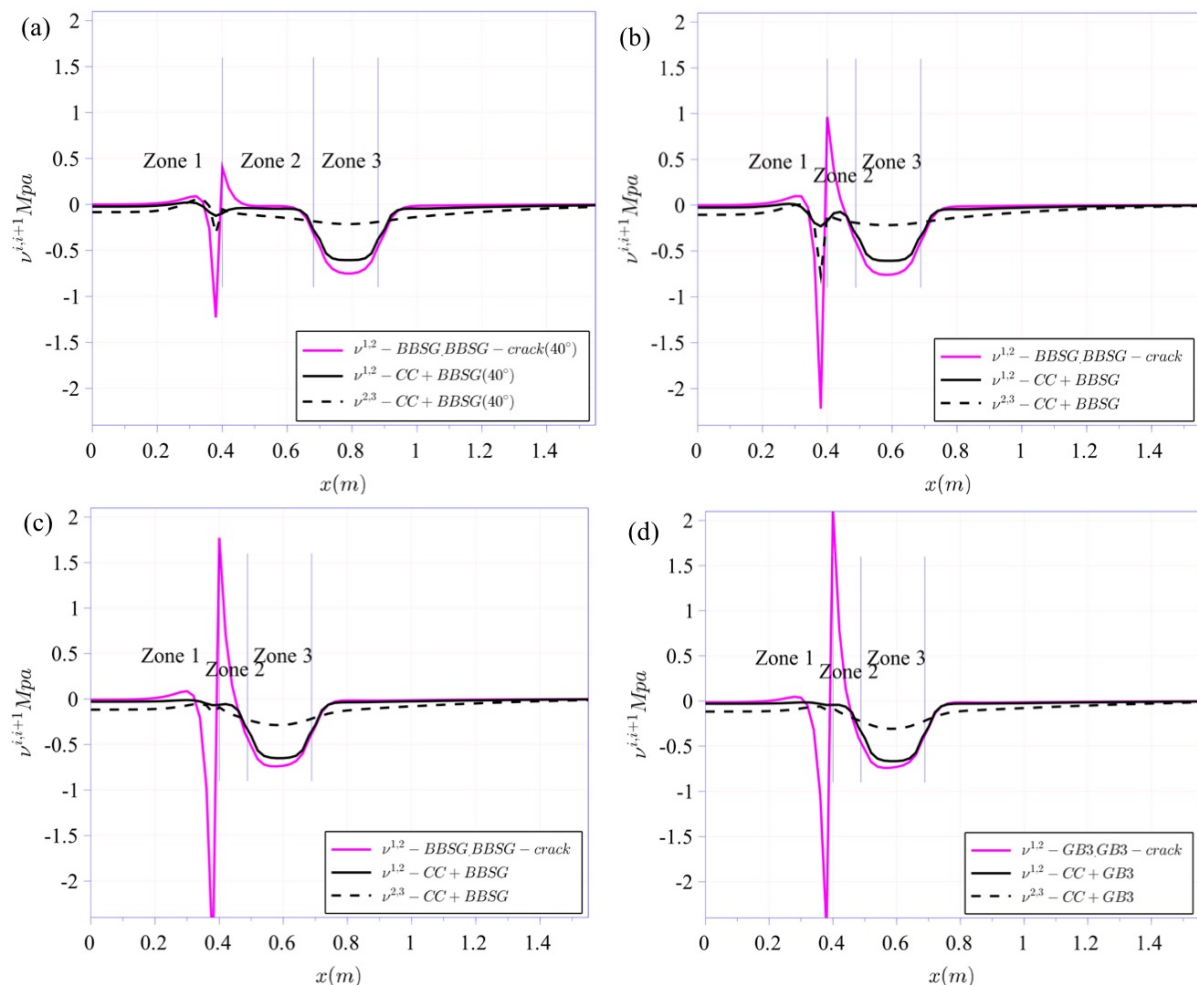 (a)
2
1.5
1
0.5
0
-0.5
-1
-1.5
-2
ν^{i,i+1} Mpa
Zone 1
Zone 2
Zone 3
ν^{1,2} − BBSG,BBSG − crack(40°)
ν^{1,2} − CC + BBSG(40°)
ν^{2,3} − CC + BBSG(40°)
0 0.2 0.4 0.6 0.8 1 1.2 1.4
x(m)
(b)
2
1.5
1
0.5
0
-0.5
-1
-1.5
-2
ν^{i,i+1} Mpa
Zone 1
Zone 2
Zone 3
ν^{1,2} − BBSG,BBSG − crack
ν^{1,2} − CC + BBSG
ν^{2,3} − CC + BBSG
0 0.2 0.4 0.6 0.8 1 1.2 1.4
x(m)
(c)
2
1.5
1
0.5
0
-0.5
-1
-1.5
-2
ν^{i,i+1} Mpa
Zone 1
Zone 2
Zone 3
ν^{1,2} − BBSG,BBSG − crack
ν^{1,2} − CC + BBSG
ν^{2,3} − CC + BBSG
0 0.2 0.4 0.6 0.8 1 1.2 1.4
x(m)
(d)
2
1.5
1
0.5
0
-0.5
-1
-1.5
-2
ν^{i,i+1} Mpa
Zone 1
Zone 2
Zone 3
ν^{1,2} − GB3,GB3 − crack
ν^{1,2} − CC + GB3
ν^{2,3} − CC + GB3
0 0.2 0.4 0.6 0.8 1 1.2 1.4
x(m)